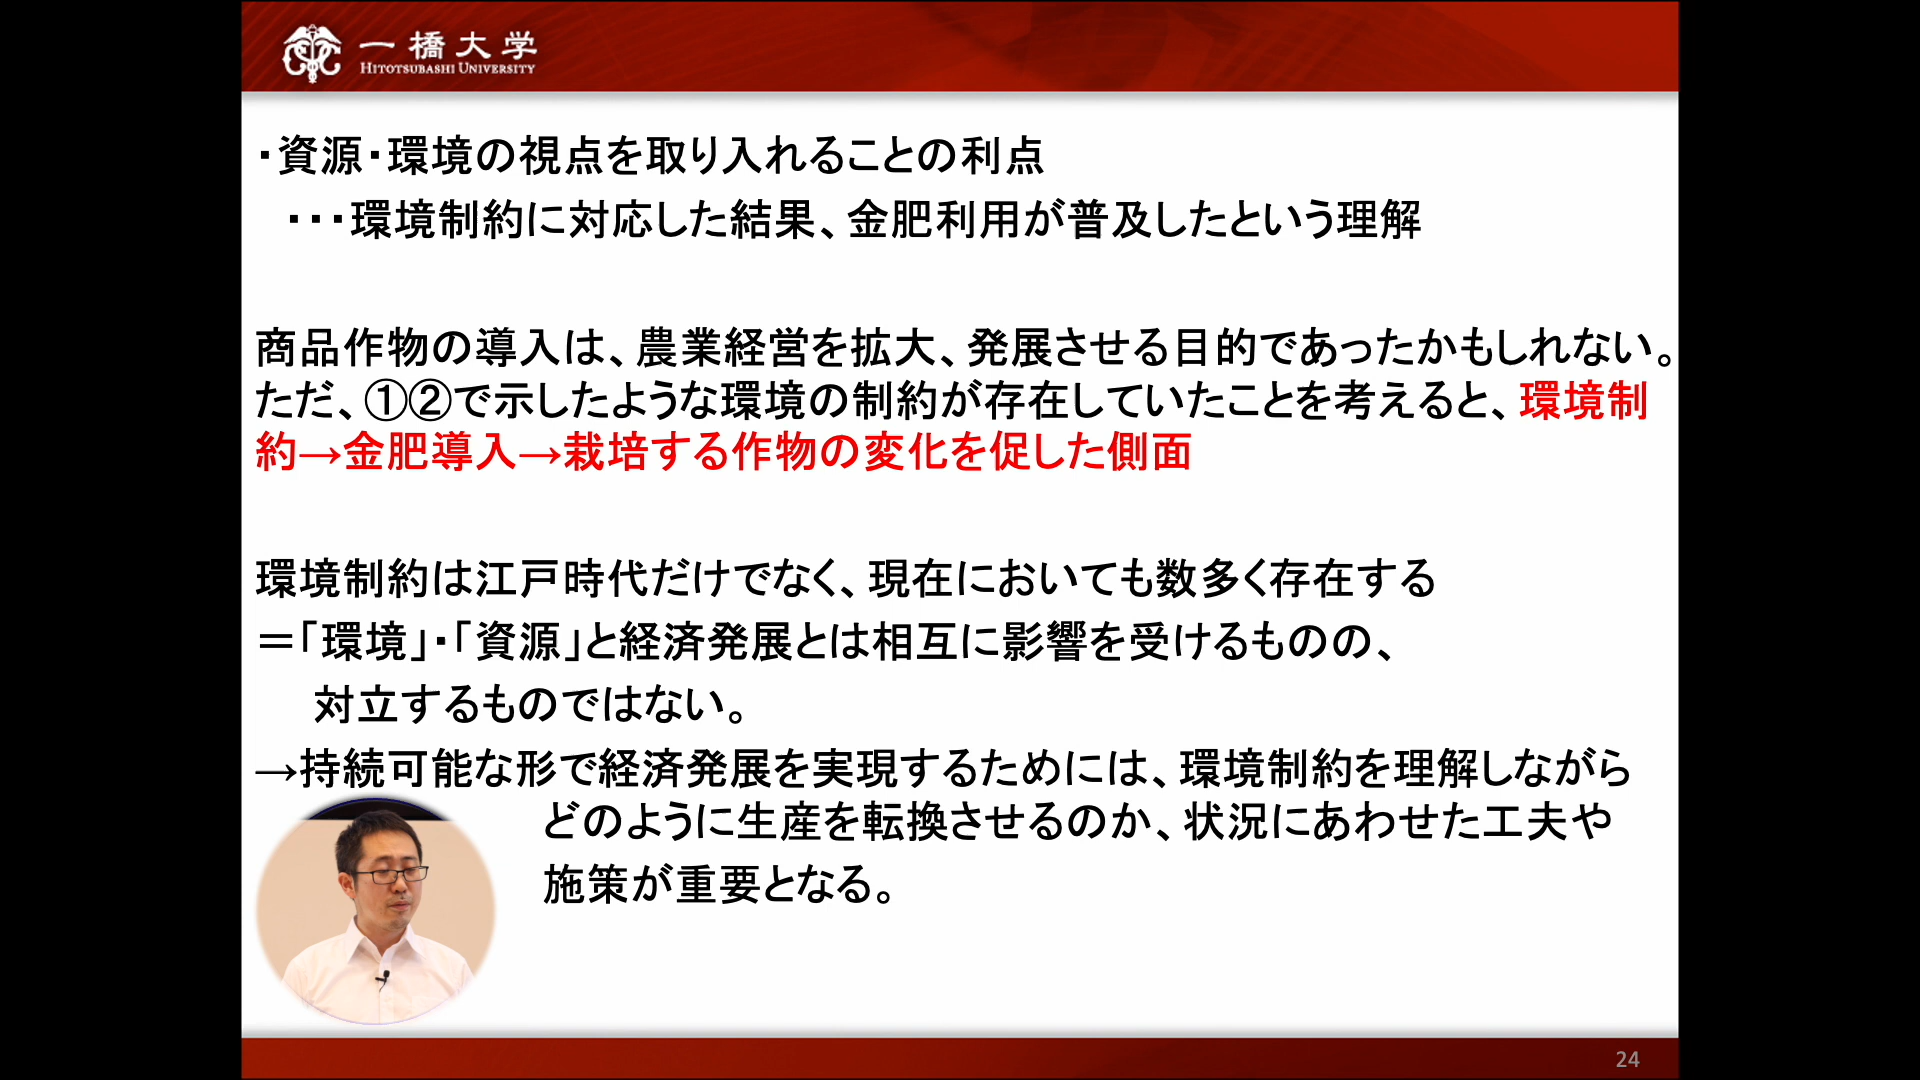 一橋大学
HITOTSUBASHI UNIVERSITY
・資源・環境の視点を取り入れることの利点
・・・環境制約に対応した結果、金肥利用が普及したという理解
商品作物の導入は、農業経営を拡大、発展させる目的であったかもしれない。
ただ、①②で示したような環境の制約が存在していたことを考えると、環境制
約→金肥導入→栽培する作物の変化を促した側面
環境制約は江戸時代だけでなく、現在においても数多く存在する
＝「環境」・「資源」と経済発展とは相互に影響を受けるものの、
対立するものではない。
→持続可能な形で経済発展を実現するためには、環境制約を理解しながら
どのように生産を転換させるのか、状況にあわせた工夫や
施策が重要となる。
24